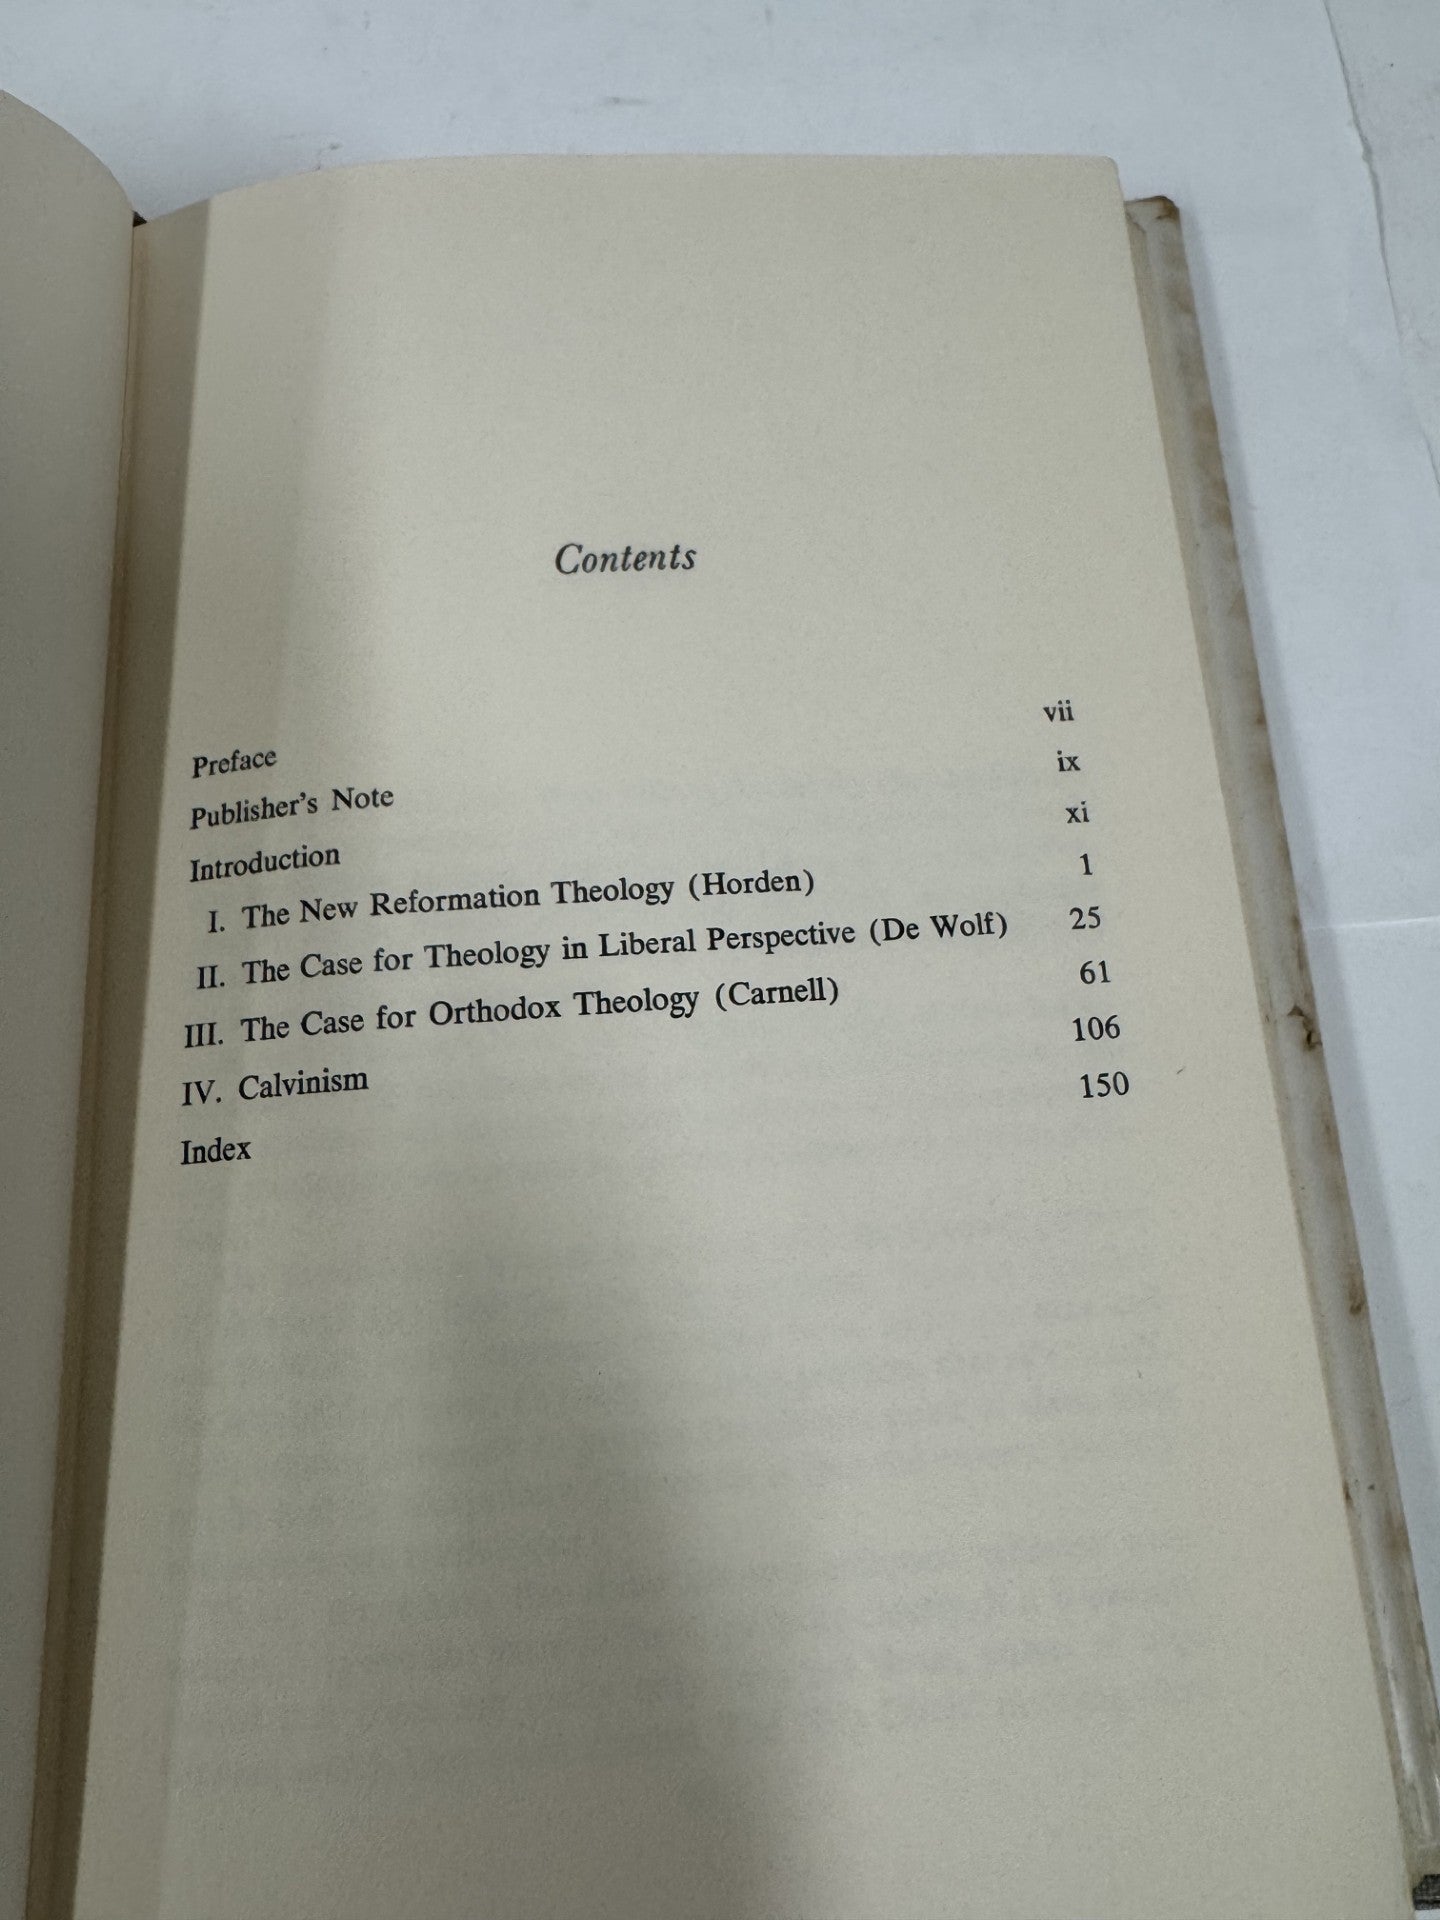 Contents
Preface vii
Publisher's Note ix
Introduction xi
I. The New Reformation Theology (Horden) 1
II. The Case for Theology in Liberal Perspective (De Wolf) 25
III. The Case for Orthodox Theology (Carnell) 61
IV. Calvinism 106
Index 150